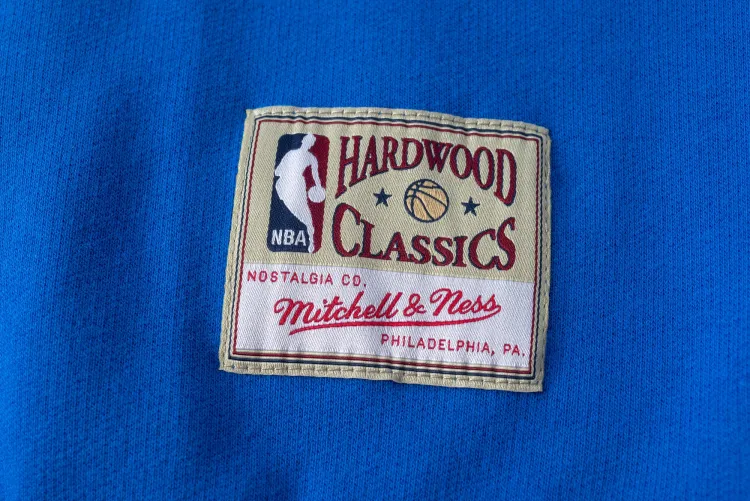 HARDWOOD
CLASSICS
NBA
NOSTALGIA CO.
Mitchell & Ness
PHILADELPHIA, PA.